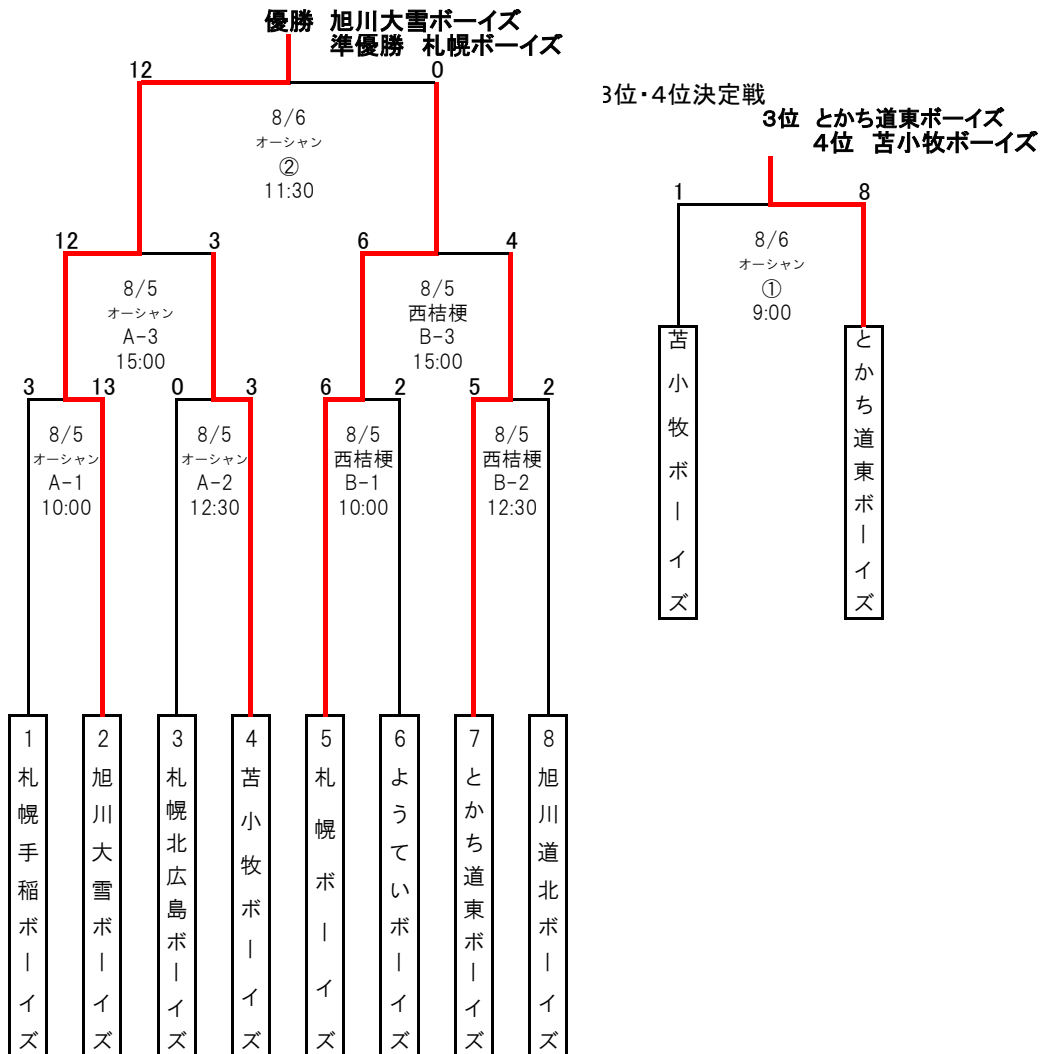 優勝 旭川大雪ボーイズ
準優勝 札幌ボーイズ
12
0
8/6
オーシャン
②
11:30
12
3
6
4
8/5
オーシャン
A-3
15:00
8/5
西桔梗
B-3
15:00
3
13
0
3
6
2
5
2
8/5
オーシャン
A-1
10:00
8/5
オーシャン
A-2
12:30
8/5
西桔梗
B-1
10:00
8/5
西桔梗
B-2
12:30
1 札幌手稲ボーイズ
2 旭川大雪ボーイズ
3 札幌北広島ボーイズ
4 苫小牧ボーイズ
5 札幌ボーイズ
6 ようていボーイズ
7 とかち道東ボーイズ
8 旭川道北ボーイズ
3位・4位決定戦
3位 とかち道東ボーイズ
4位 苫小牧ボーイズ
1
8
8/6
オーシャン
①
9:00
苫小牧ボーイズ
とかち道東ボーイズ